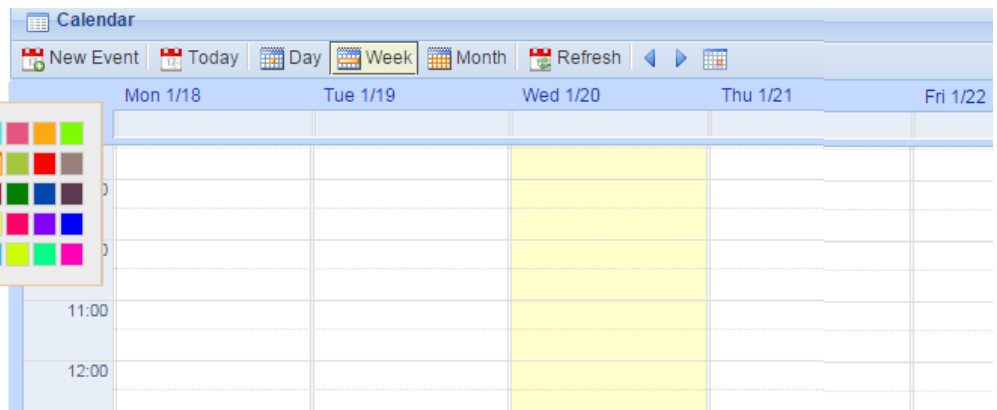 Calendar
New Event Today Day Week Month Refresh
Mon 1/18 Tue 1/19 Wed 1/20 Thu 1/21 Fri 1/22
11:00
12:00